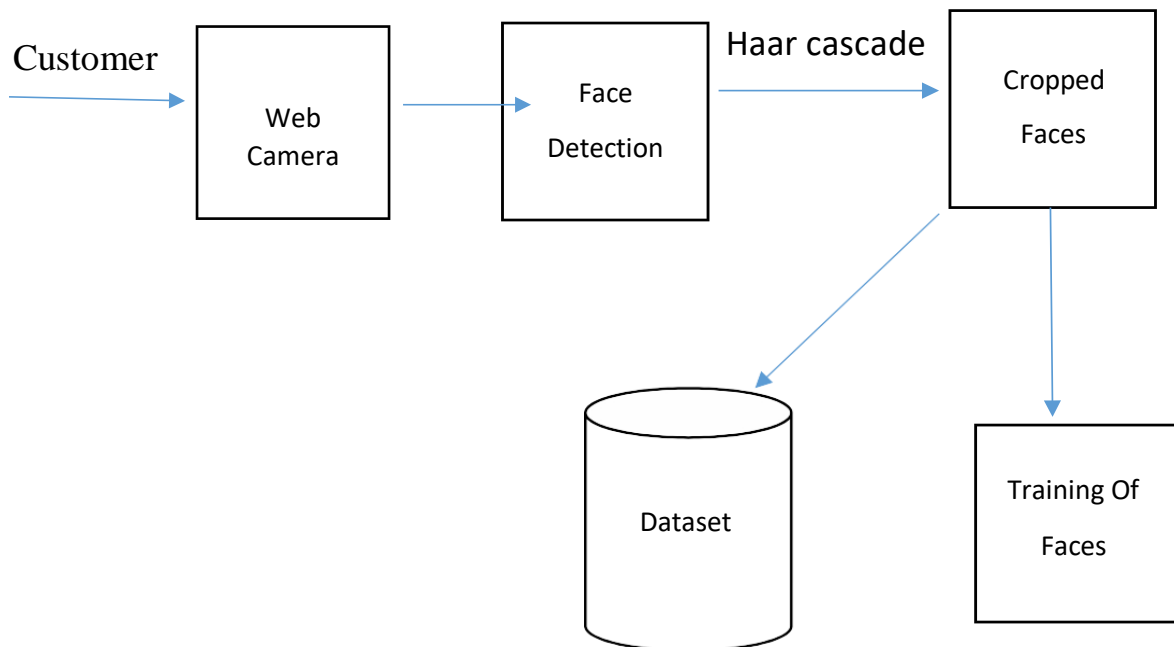 Customer
Web
Camera
Face
Detection
Haar cascade
Cropped
Faces
Dataset
Training Of
Faces